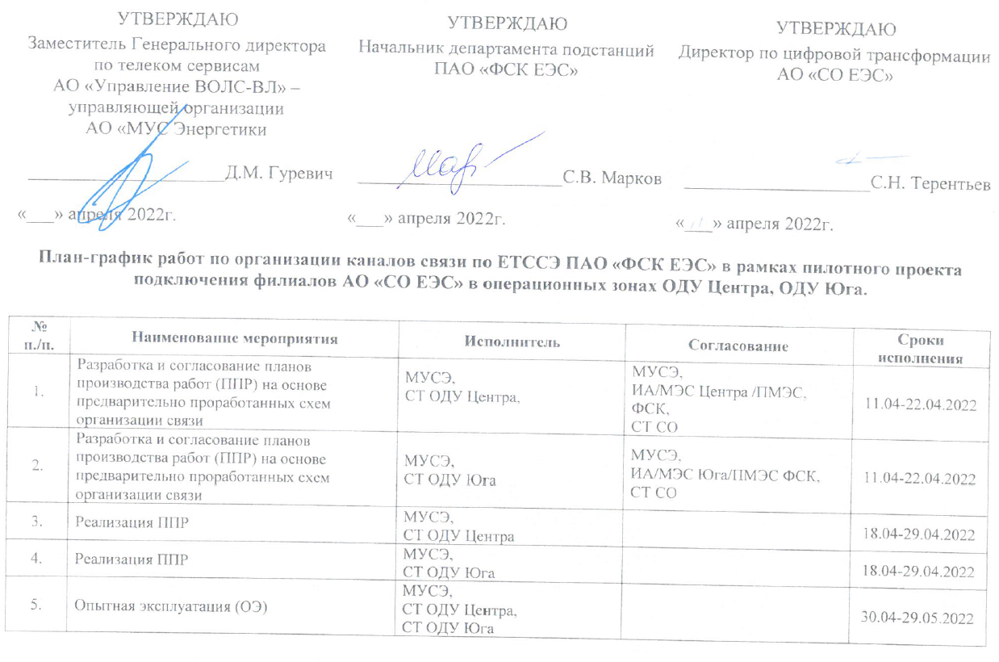 УТВЕРЖДАЮ
Заместитель Генерального директора
по телеком сервисам
АО «Управление ВОЛС-ВЛ» –
управляющей организации
АО «МУС Энергетики
Д.М. Гуревич
«___» апреля 2022г.
УТВЕРЖДАЮ
Начальник департамента подстанций
ПАО «ФСК ЕЭС»
С.В. Марков
«___» апреля 2022г.
УТВЕРЖДАЮ
Директор по цифровой трансформации
АО «СО ЕЭС»
С.Н. Терентьев
«___» апреля 2022г.
План-график работ по организации каналов связи по ЕТССЭ ПАО «ФСК ЕЭС» в рамках пилотного проекта
подключения филиалов АО «СО ЕЭС» в операционных зонах ОДУ Центра, ОДУ Юга.
№
п./п.
Наименование мероприятия
Исполнитель
Согласование
Сроки
исполнения
1.
Разработка и согласование планов
производства работ (ППР) на основе
предварительно проработанных схем
организации связи
МУСЭ,
СТ ОДУ Центра,
МУСЭ,
ИА/МЭС Центра /ПМЭС,
ФСК,
СТ СО
11.04-22.04.2022
2.
Разработка и согласование планов
производства работ (ППР) на основе
предварительно проработанных схем
организации связи
МУСЭ,
СТ ОДУ Юга
МУСЭ,
ИА/МЭС Юга/ПМЭС ФСК,
СТ СО
11.04-22.04.2022
3.
Реализация ППР
МУСЭ,
СТ ОДУ Центра
18.04-29.04.2022
4.
Реализация ППР
МУСЭ,
СТ ОДУ Юга
18.04-29.04.2022
5.
Опытная эксплуатация (ОЭ)
МУСЭ,
СТ ОДУ Центра,
СТ ОДУ Юга
30.04-29.05.2022